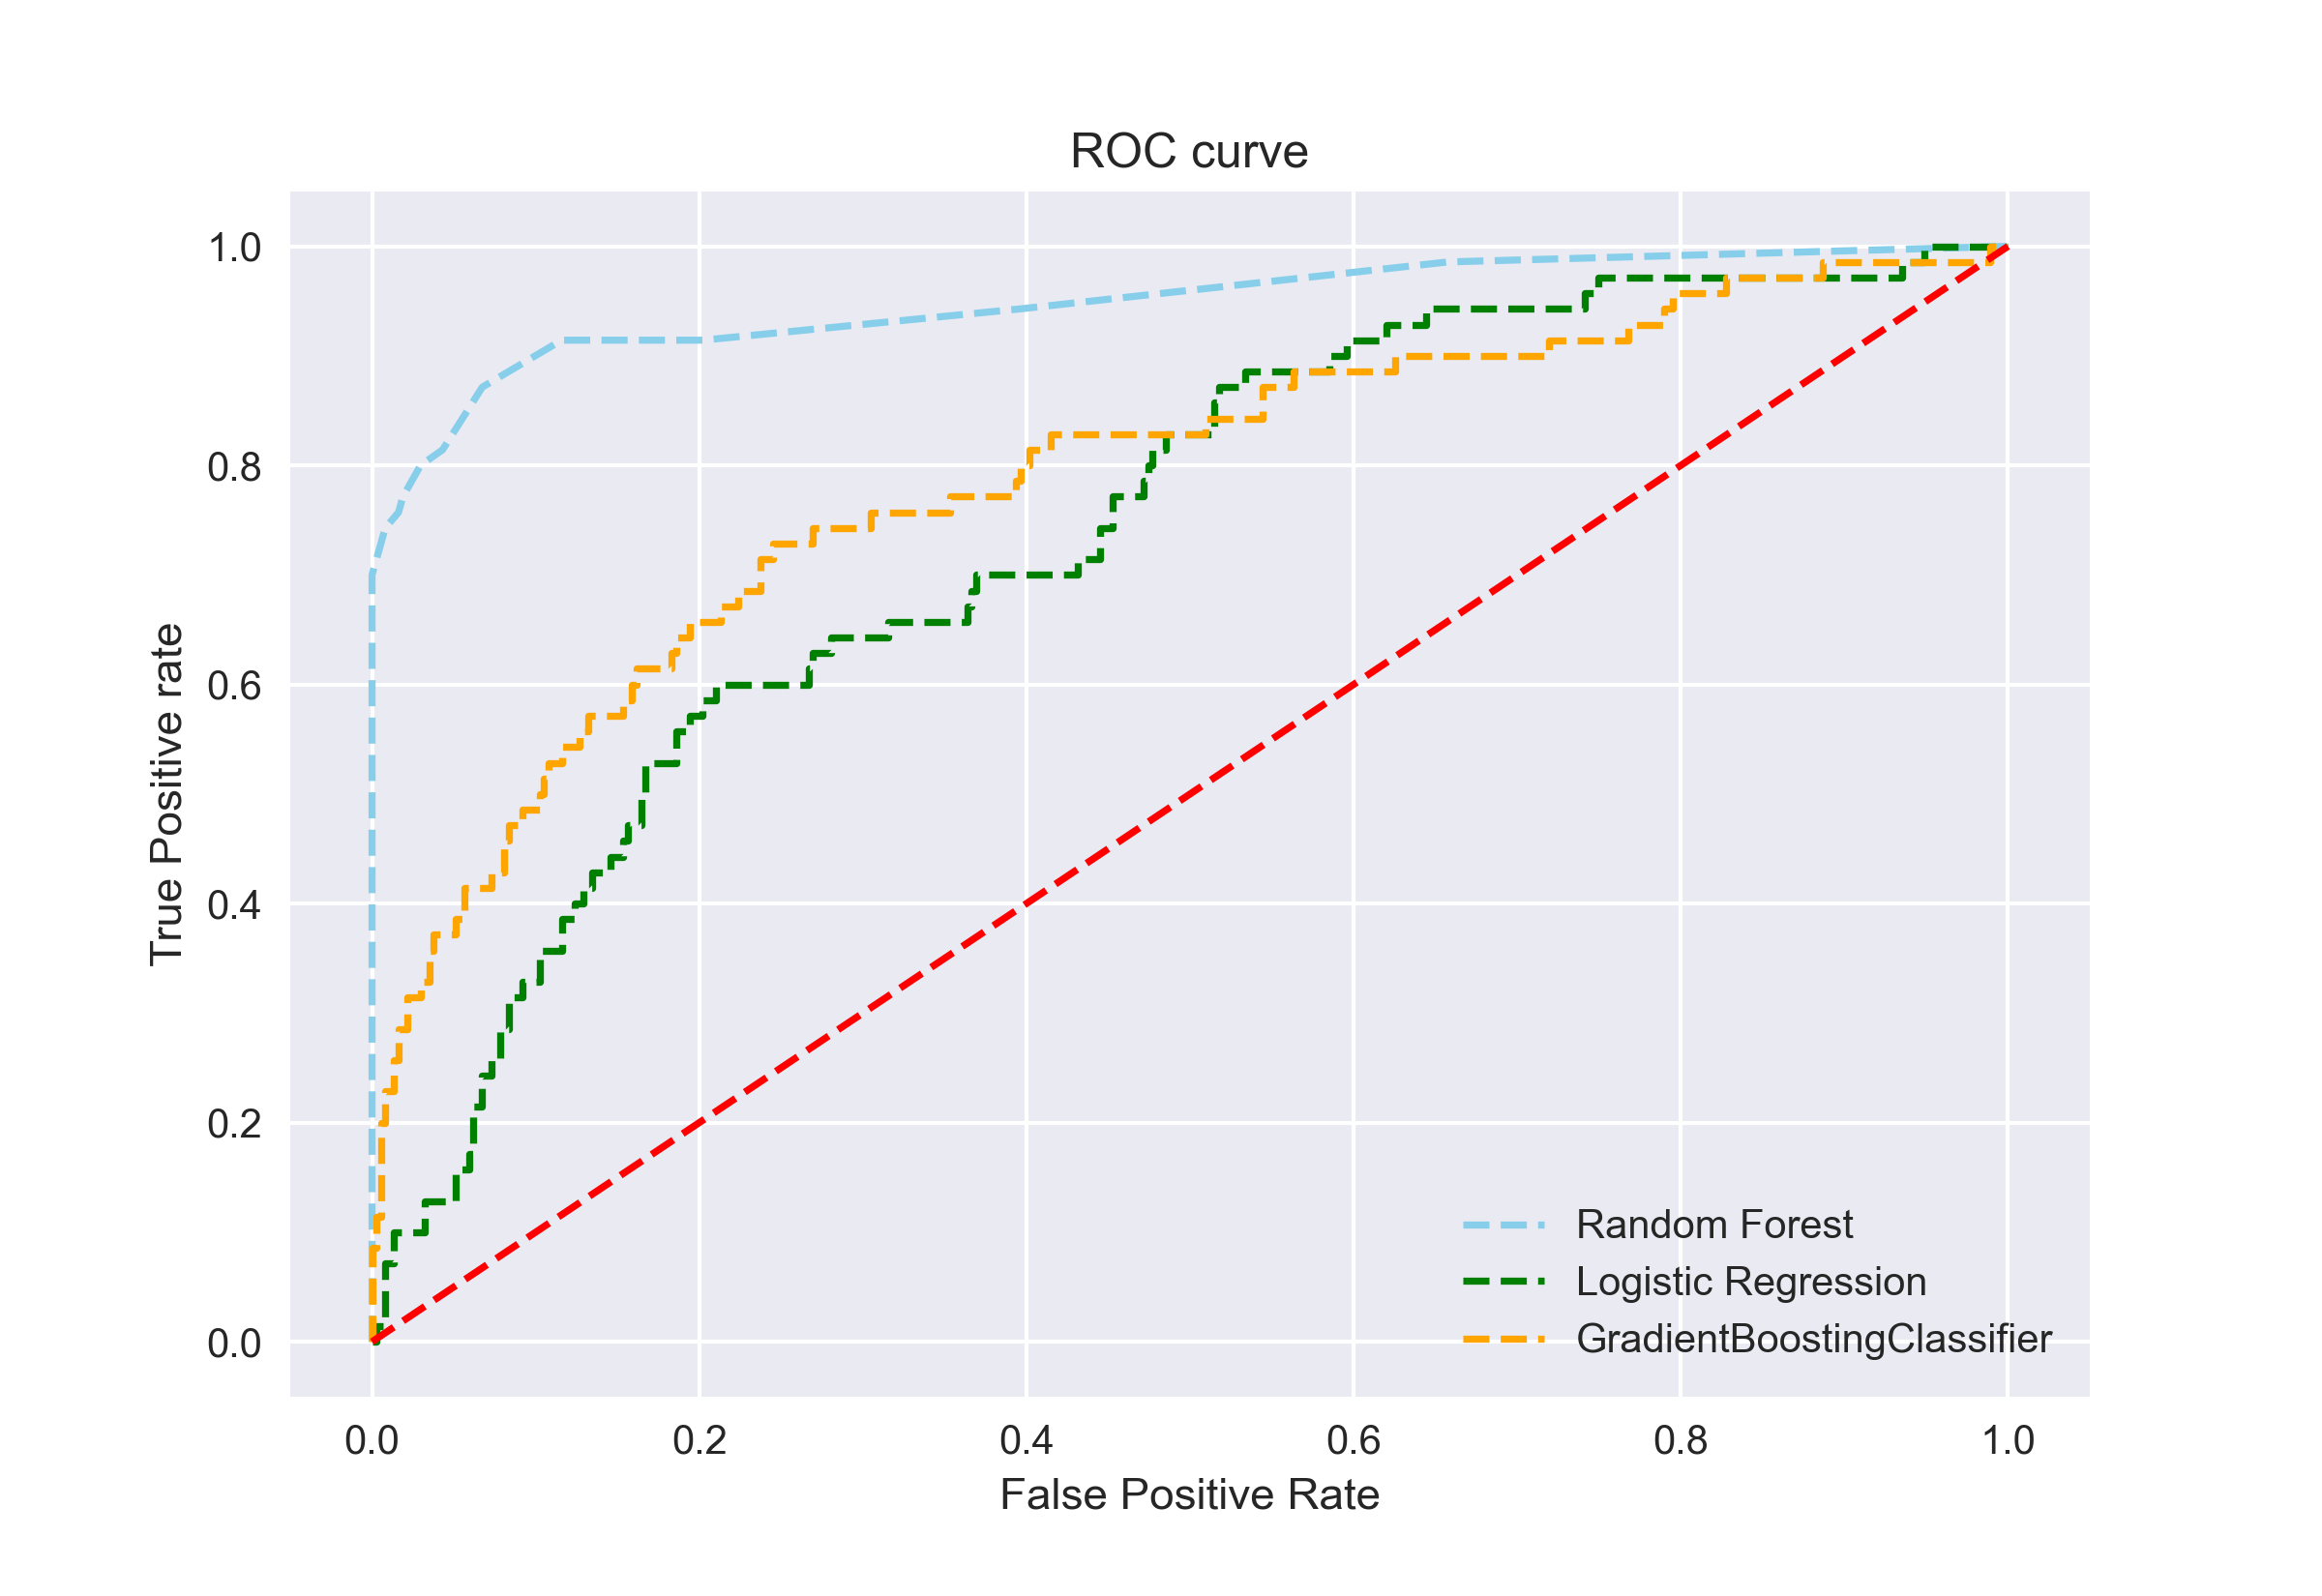 ROC curve
1.0
0.8
0.6
0.4
0.2
0.0
True Positive rate
0.0 0.2 0.4 0.6 0.8 1.0
False Positive Rate
Random Forest
Logistic Regression
GradientBoostingClassifier